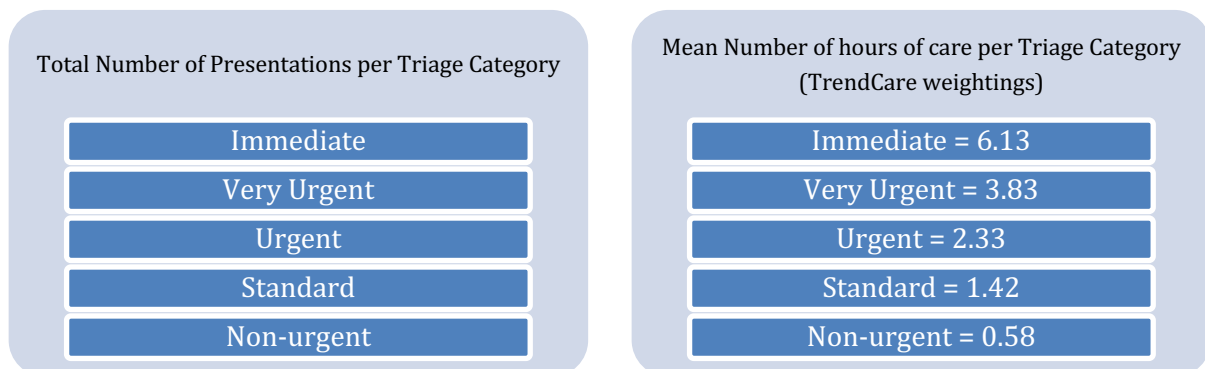 Total Number of Presentations per Triage Category
Immediate
Very Urgent
Urgent
Standard
Non-urgent
Mean Number of hours of care per Triage Category
(TrendCare weightings)
Immediate = 6.13
Very Urgent = 3.83
Urgent = 2.33
Standard = 1.42
Non-urgent = 0.58